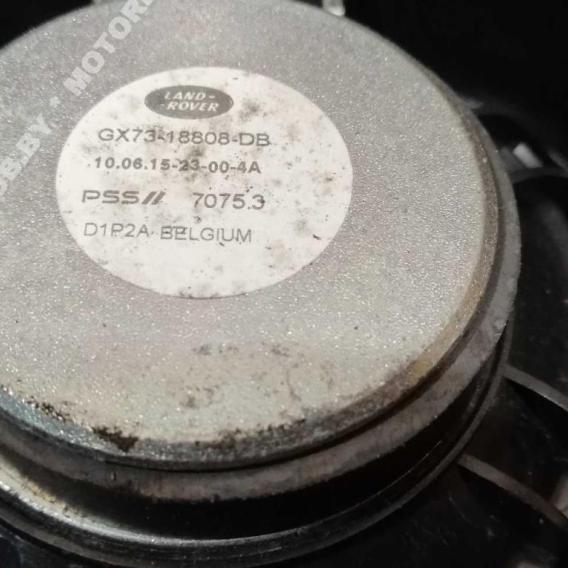 LAND-
-ROVER
GX73-18808-DB
10.06.15-23-00-4A
PSS// 7075.3
D1P2A BELGIUM